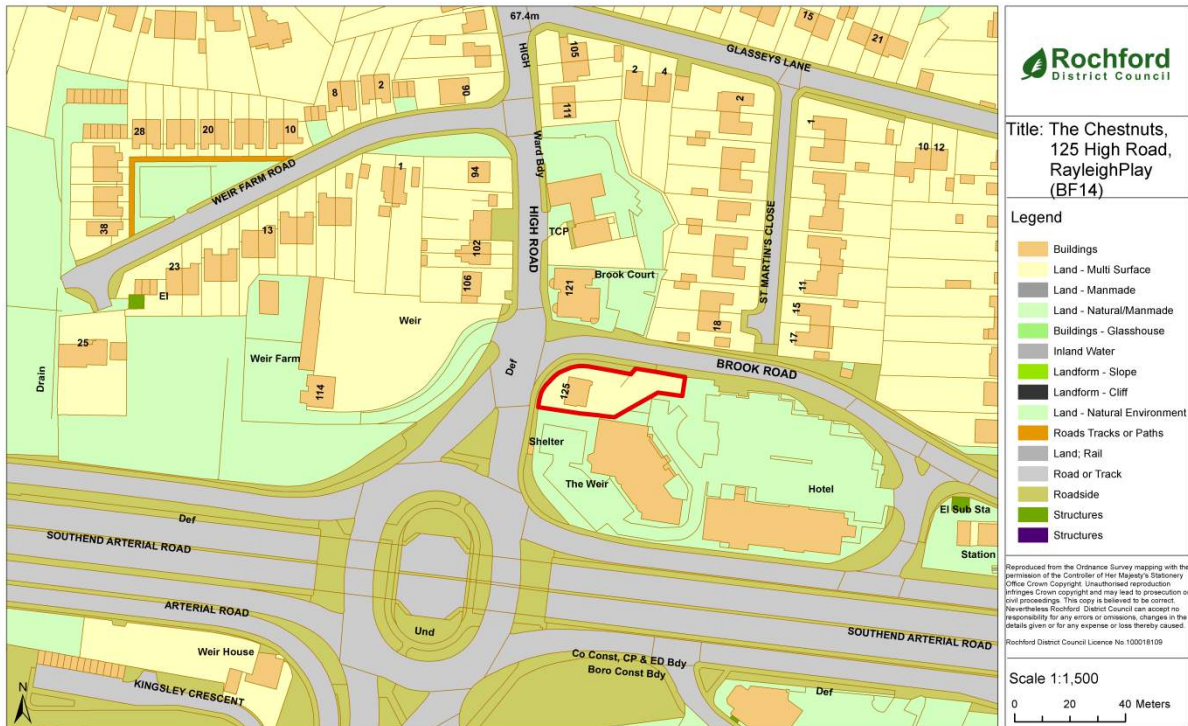 67.4m
HIGH
105
15
21
GLASSEYS LANE
8
2
90
2
4
111
2
1
10 12
28
20
10
Ward Bdy
WEIR FARM ROAD
1
94
HIGH ROAD
TCP
ST MARTIN'S CLOSE
38
13
102
Brook Court
23
106
121
El
11
15
18
17
Weir
25
Weir Farm
114
Drain
Def
BROOK ROAD
125
Shelter
The Weir
Hotel
El Sub Sta
Station
Def
SOUTHEND ARTERIAL ROAD
ARTERIAL ROAD
Und
SOUTHEND ARTERIAL ROAD
Weir House
Co Const, CP & ED Bdy
Boro Const Bdy
KINGSLEY CRESCENT
Def
N
Rochford
District Council
Title: The Chestnuts,
125 High Road,
RayleighPlay
(BF14)
Legend
Buildings
Land - Multi Surface
Land - Manmade
Land - Natural/Manmade
Buildings - Glasshouse
Inland Water
Landform - Slope
Landform - Cliff
Land - Natural Environment
Roads Tracks or Paths
Land; Rail
Road or Track
Roadside
Structures
Structures
Reproduced from the Ordnance Survey mapping with the
permission of the Controller of Her Majesty's Stationery
Office Crown Copyright. Unauthorised reproduction
infringes Crown copyright and may lead to prosecution or
civil proceedings. This copy is believed to be correct.
Nevertheless Rochford District Council can accept no
responsibility for any errors or omissions, changes in the
details given or for any expense or loss thereby caused.
Rochford District Council Licence No.100018109
Scale 1:1,500
0 20 40 Meters